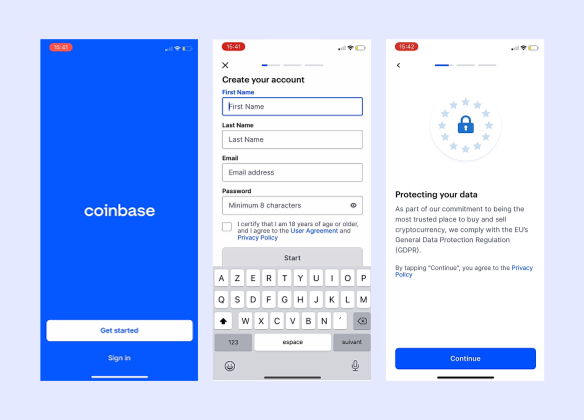 15:41
coinbase
Get started
Sign in
15:41
Create your account
First Name
First Name
Last Name
Last Name
Email
Email address
Password
Minimum 8 characters
I certify that I am 18 years of age or older,
and I agree to the User Agreement and
Privacy Policy
Start
A Z E R T Y U I O P
Q S D F G H J K L M
W X C V B N ´
123 espace suivant
15:42
Protecting your data
As part of our commitment to being the
most trusted place to buy and sell
cryptocurrency, we comply with the EU's
General Data Protection Regulation
(GDPR).
By tapping "Continue", you agree to the Privacy
Policy
Continue